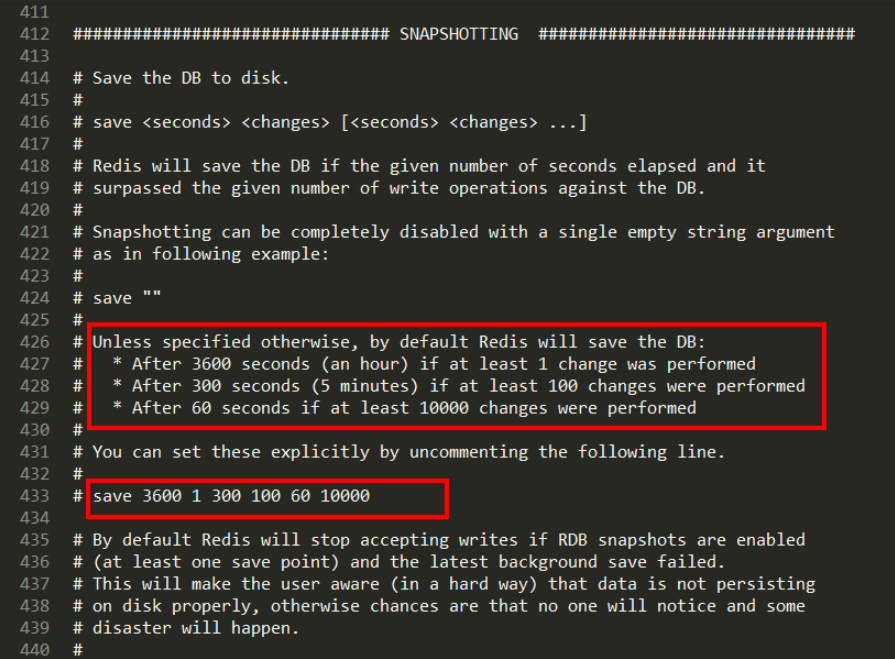 411
412 ################################ SNAPSHOTTING  ################################
413
414 # Save the DB to disk.
415 #
416 # save <seconds> <changes> [<seconds> <changes> ...]
417 #
418 # Redis will save the DB if the given number of seconds elapsed and it
419 # surpassed the given number of write operations against the DB.
420 #
421 # Snapshotting can be completely disabled with a single empty string argument
422 # as in following example:
423 #
424 # save ""
425 #
426 # Unless specified otherwise, by default Redis will save the DB:
427 #   * After 3600 seconds (an hour) if at least 1 change was performed
428 #   * After 300 seconds (5 minutes) if at least 100 changes were performed
429 #   * After 60 seconds if at least 10000 changes were performed
430 #
431 # You can set these explicitly by uncommenting the following line.
432 #
433 # save 3600 1 300 100 60 10000
434
435 # By default Redis will stop accepting writes if RDB snapshots are enabled
436 # (at least one save point) and the latest background save failed.
437 # This will make the user aware (in a hard way) that data is not persisting
438 # on disk properly, otherwise chances are that no one will notice and some
439 # disaster will happen.
440 #